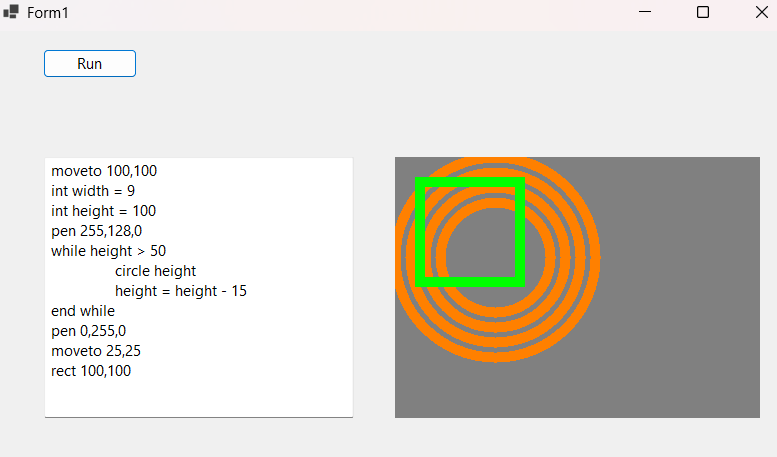 Form1
Run
moveto 100,100
int width = 9
int height = 100
pen 255,128,0
while height > 50
circle height
height = height - 15
end while
pen 0,255,0
moveto 25,25
rect 100,100